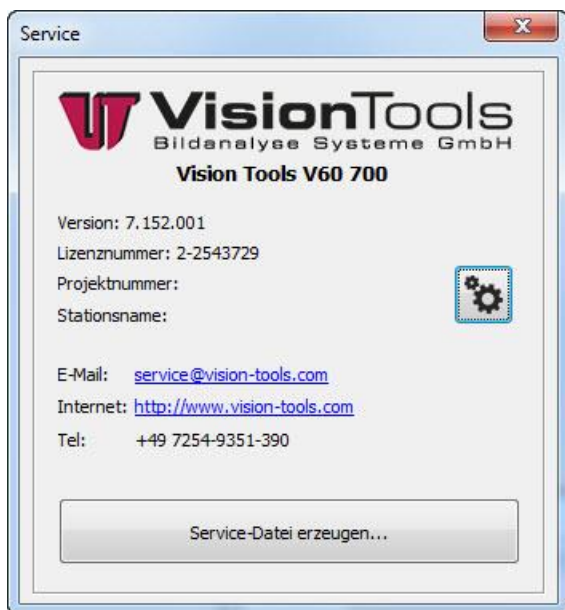 Service
VisionTools
Bildanalyse Systeme GmbH
Vision Tools V60 700
Version: 7.152.001
Lizenznummer: 2-2543729
Projektnummer:
Stationsname:
E-Mail: service@vision-tools.com
Internet: http://www.vision-tools.com
Tel: +49 7254-9351-390
Service-Datei erzeugen...